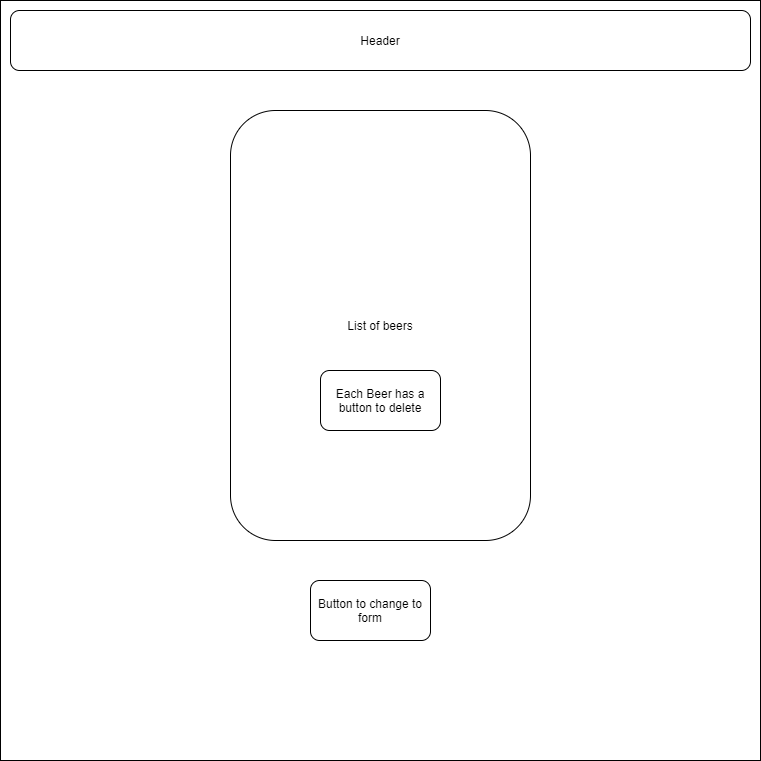 Header
List of beers
Each Beer has a
button to delete
Button to change to
form